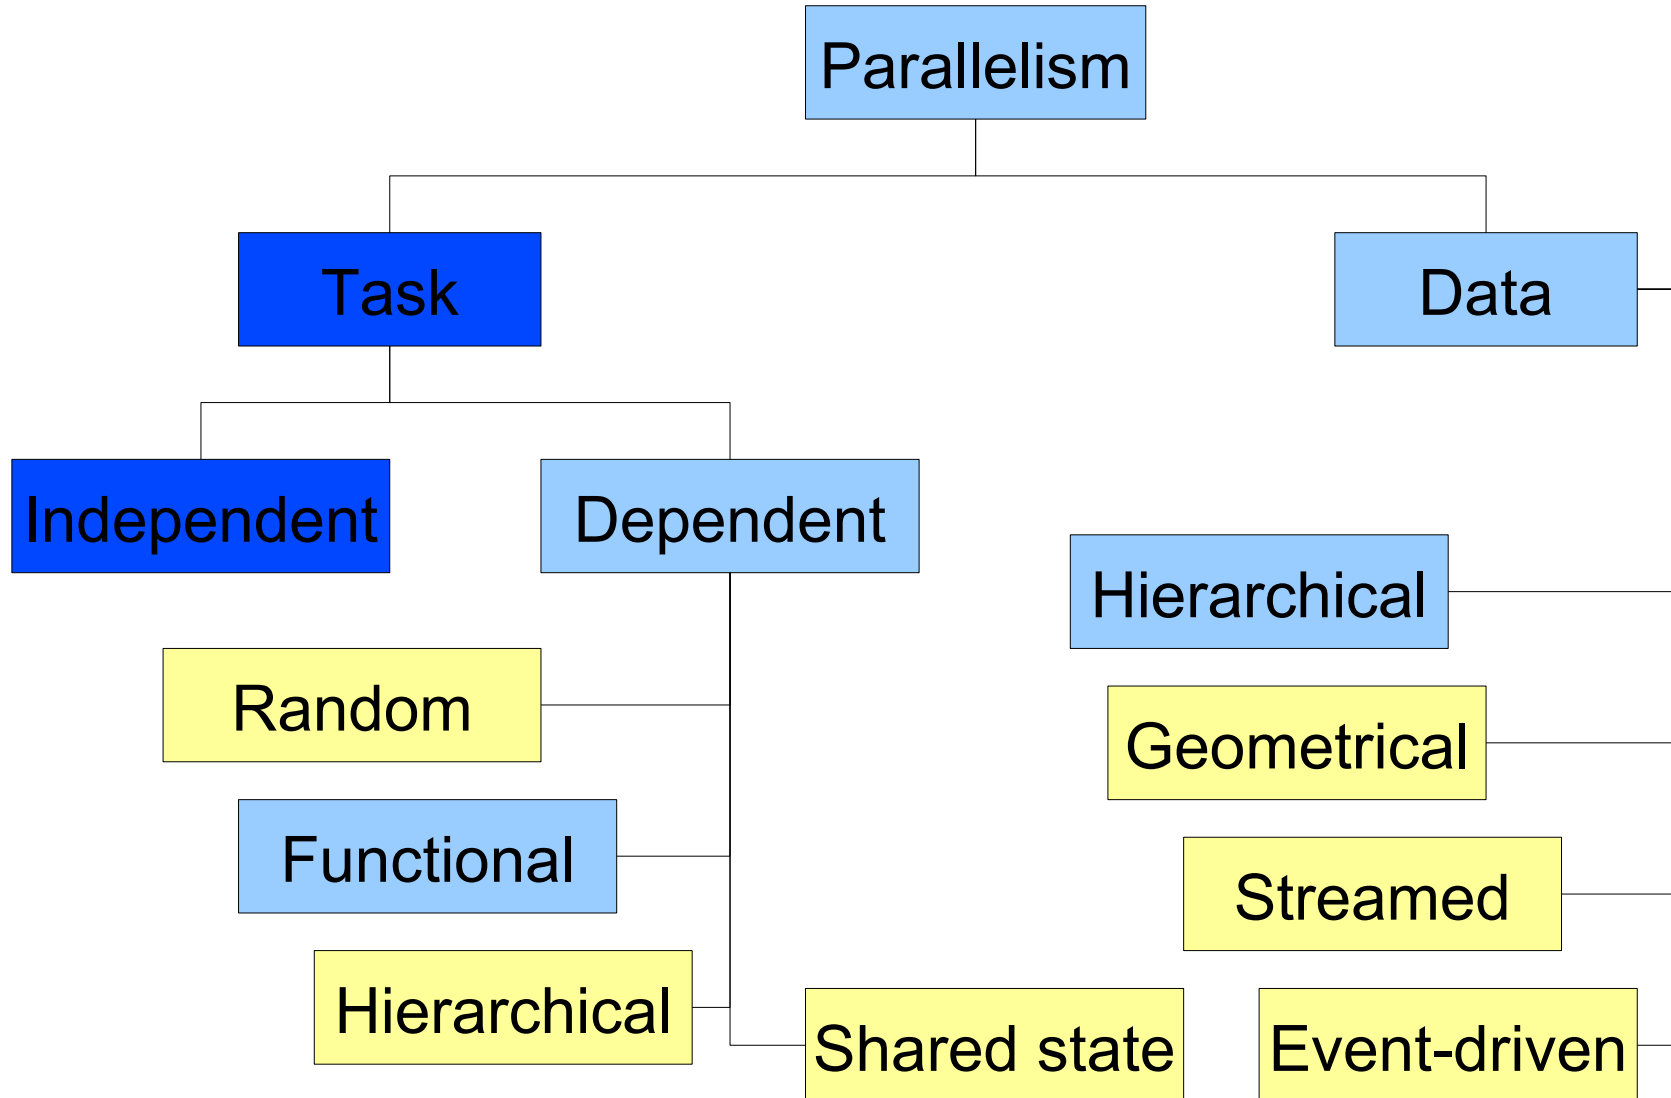 Parallelism
Task
Data
Independent
Dependent
Hierarchical
Random
Geometrical
Functional
Streamed
Hierarchical
Shared state
Event-driven